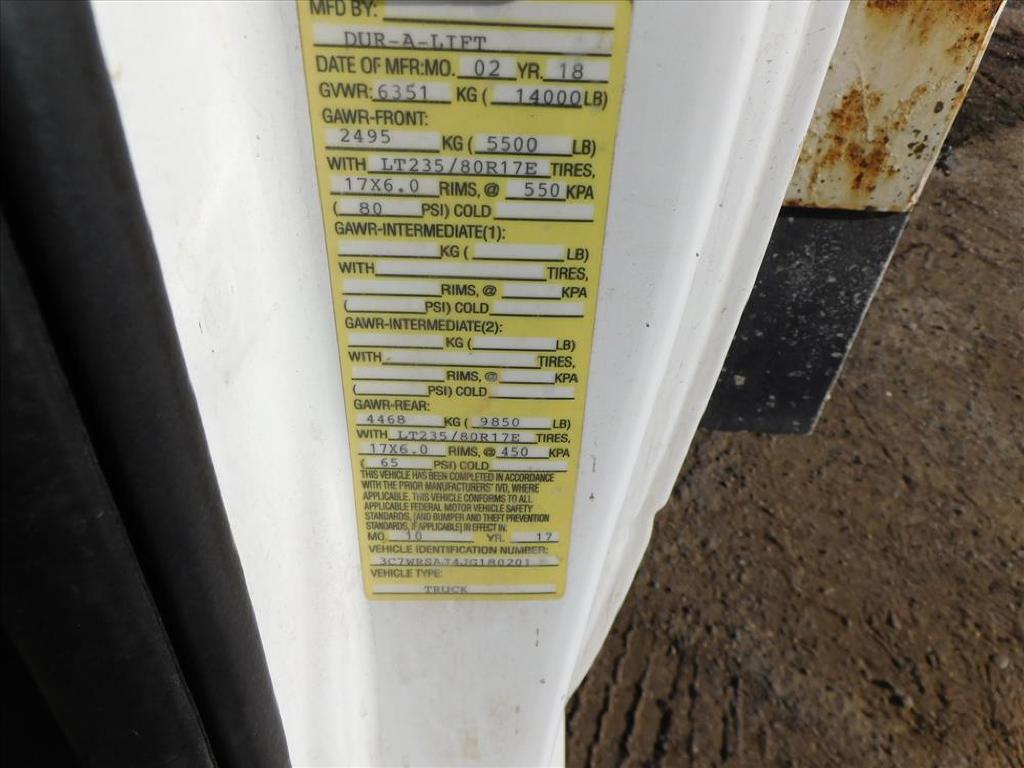 MFD BY:
DUR-A-LIFT
DATE OF MFR:MO. 02 YR. 18
GVWR: 6351 KG ( 14000 LB)
GAWR-FRONT:
2495 KG ( 5500 LB)
WITH LT235/80R17E TIRES,
17X6.0 RIMS, @ 550 KPA
( 80 PSI) COLD
GAWR-INTERMEDIATE(1):
KG ( LB)
WITH TIRES,
RIMS, @ KPA
( PSI) COLD
GAWR-INTERMEDIATE(2):
KG ( LB)
WITH TIRES,
RIMS, @ KPA
( PSI) COLD
GAWR-REAR:
4468 KG ( 9850 LB)
WITH LT235/80R17E TIRES,
17X6.0 RIMS, @ 450 KPA
( 65 PSI) COLD
THIS VEHICLE HAS BEEN COMPLETED IN ACCORDANCE
WITH THE PRIOR MANUFACTURERS' IVD, WHERE
APPLICABLE. THIS VEHICLE CONFORMS TO ALL
APPLICABLE FEDERAL MOTOR VEHICLE SAFETY
STANDARDS, [AND BUMPER AND THEFT PREVENTION
STANDARDS, IF APPLICABLE] IN EFFECT IN:
MO. 10 YR. 17
VEHICLE IDENTIFICATION NUMBER:
VEHICLE TYPE:
TRUCK